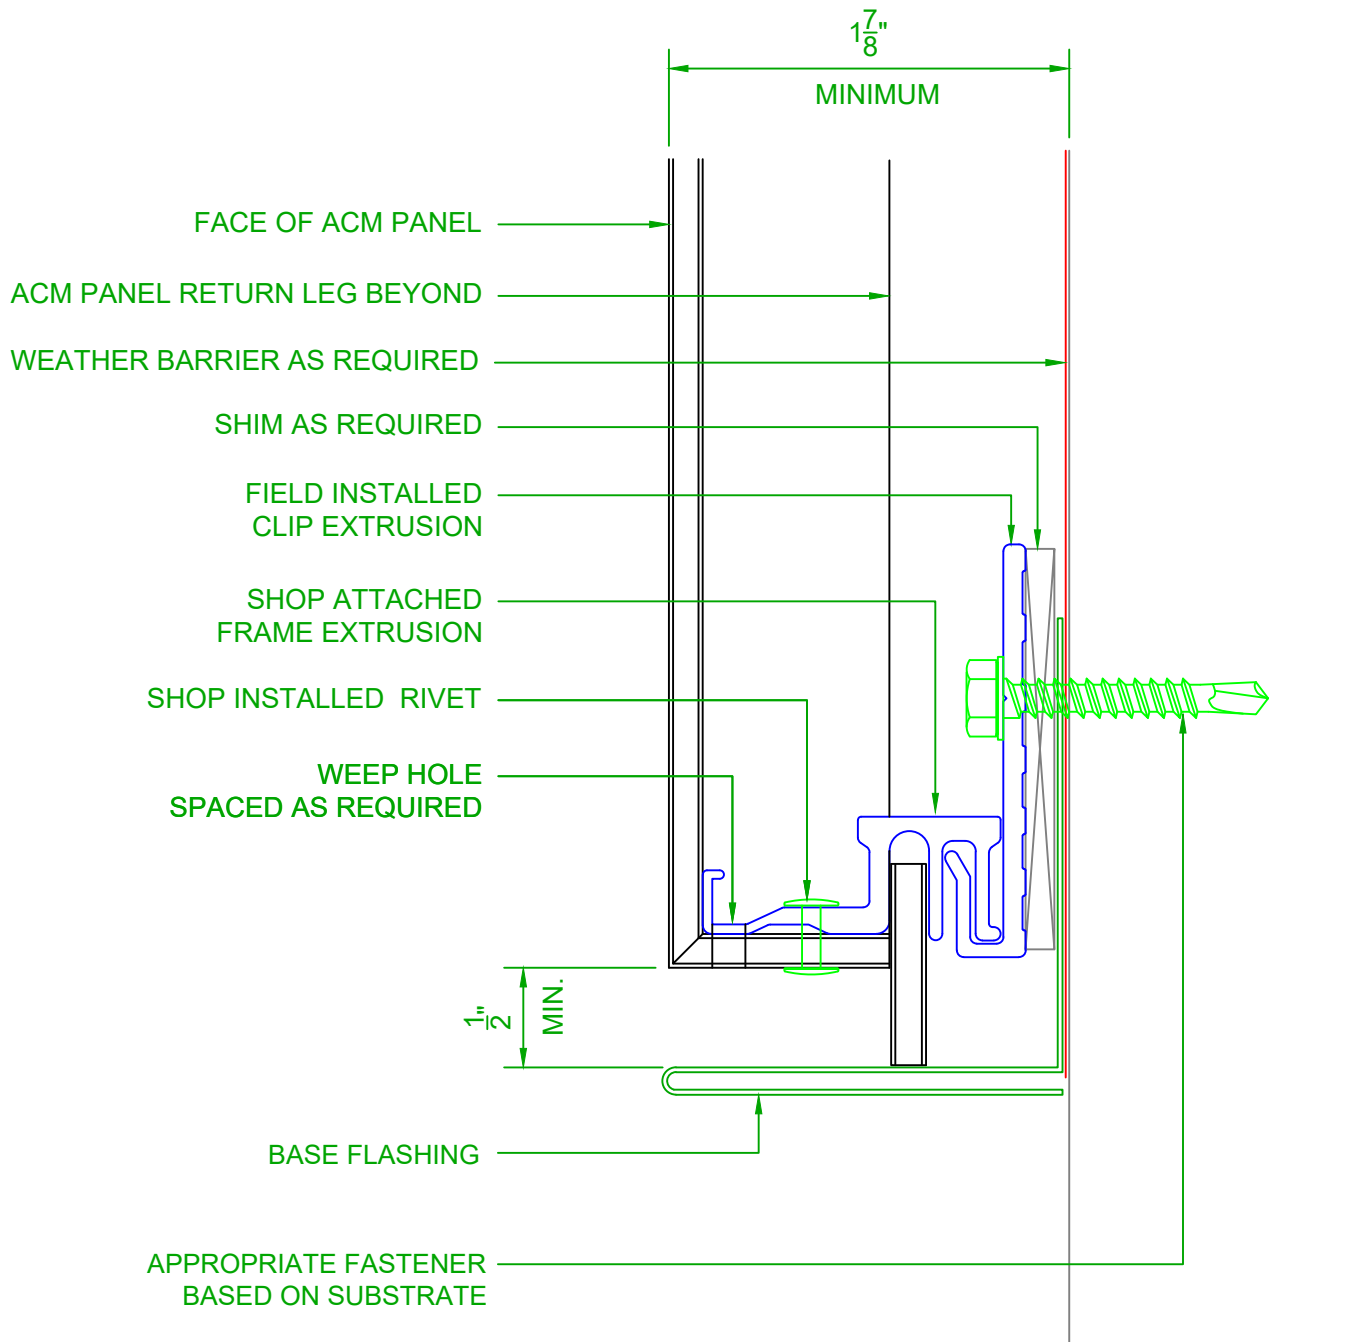 1 7/8"
MINIMUM
FACE OF ACM PANEL
ACM PANEL RETURN LEG BEYOND
WEATHER BARRIER AS REQUIRED
SHIM AS REQUIRED
FIELD INSTALLED
CLIP EXTRUSION
SHOP ATTACHED
FRAME EXTRUSION
SHOP INSTALLED RIVET
WEEP HOLE
SPACED AS REQUIRED
1/2"
MIN.
BASE FLASHING
APPROPRIATE FASTENER
BASED ON SUBSTRATE